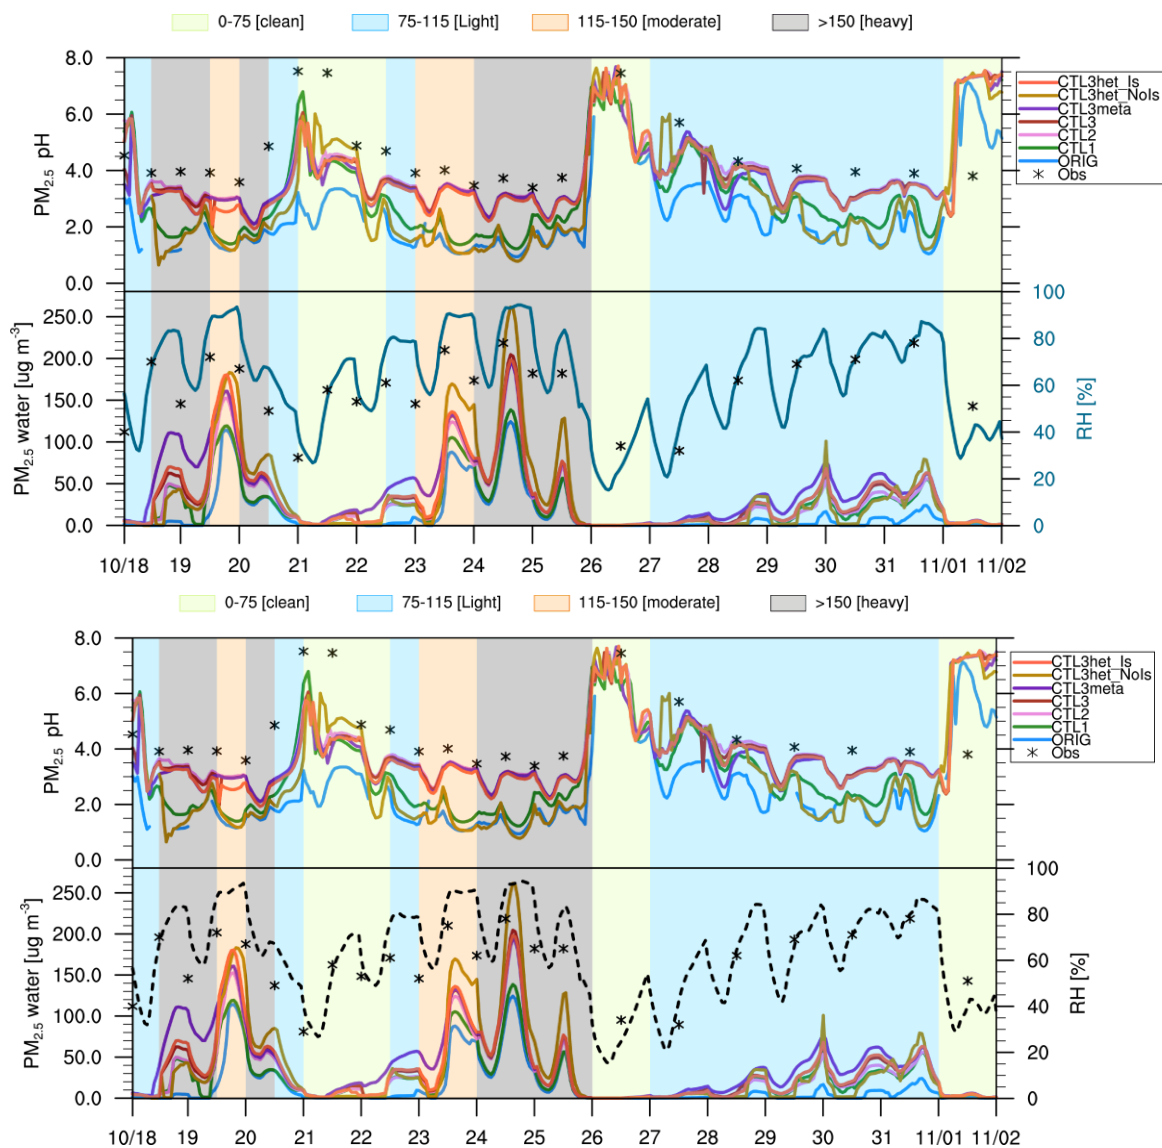 0-75 [clean] 75-115 [Light] 115-150 [moderate] >150 [heavy]
8.0
6.0
4.0
2.0
0.0
PM2.5 pH
CTL3het_Is
CTL3het_NoIs
CTL3meta
CTL3
CTL2
CTL1
ORIG
Obs
250.0
200.0
150.0
100.0
50.0
0.0
PM2.5 water [ug m-3]
100
80
60
40
20
0
RH [%]
10/18 19 20 21 22 23 24 25 26 27 28 29 30 31 11/01 11/02
0-75 [clean] 75-115 [Light] 115-150 [moderate] >150 [heavy]
8.0
6.0
4.0
2.0
0.0
PM2.5 pH
CTL3het_Is
CTL3het_NoIs
CTL3meta
CTL3
CTL2
CTL1
ORIG
Obs
250.0
200.0
150.0
100.0
50.0
0.0
PM2.5 water [ug m-3]
100
80
60
40
20
0
RH [%]
10/18 19 20 21 22 23 24 25 26 27 28 29 30 31 11/01 11/02